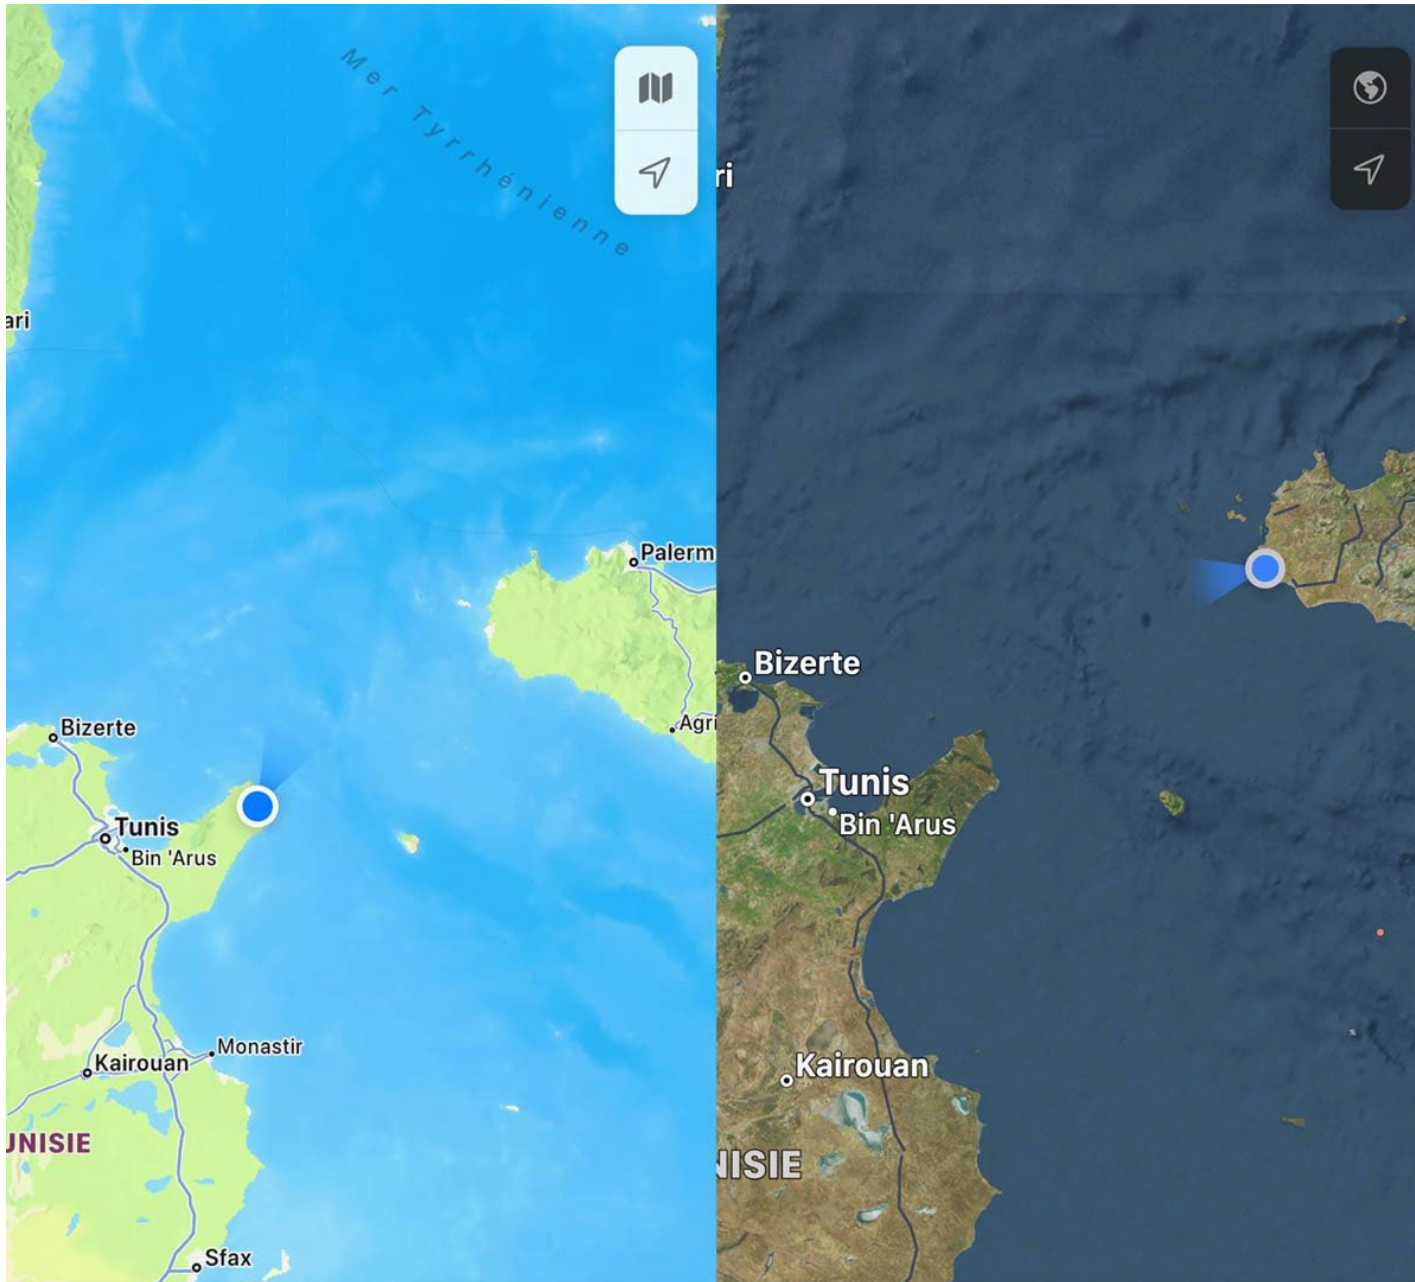 Mer Tyrrhénienne
ari
Palerm
Agri
Bizerte
Tunis
Bin 'Arus
Monastir
Kairouan
UNISIE
Sfax
ri
Bizerte
Tunis
Bin 'Arus
Kairouan
NISIE